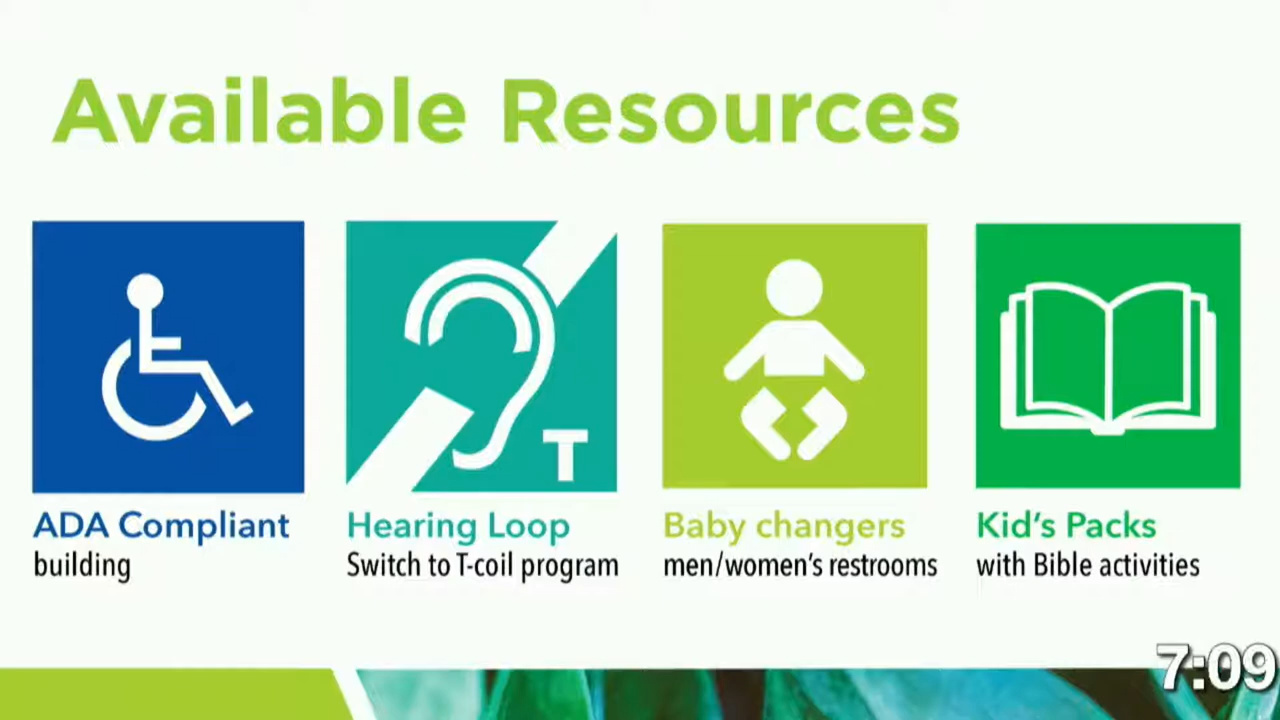 Available Resources
T
ADA Compliant
building
Hearing Loop
Switch to T-coil program
Baby changers
men/women's restrooms
Kid's Packs
with Bible activities
7:09